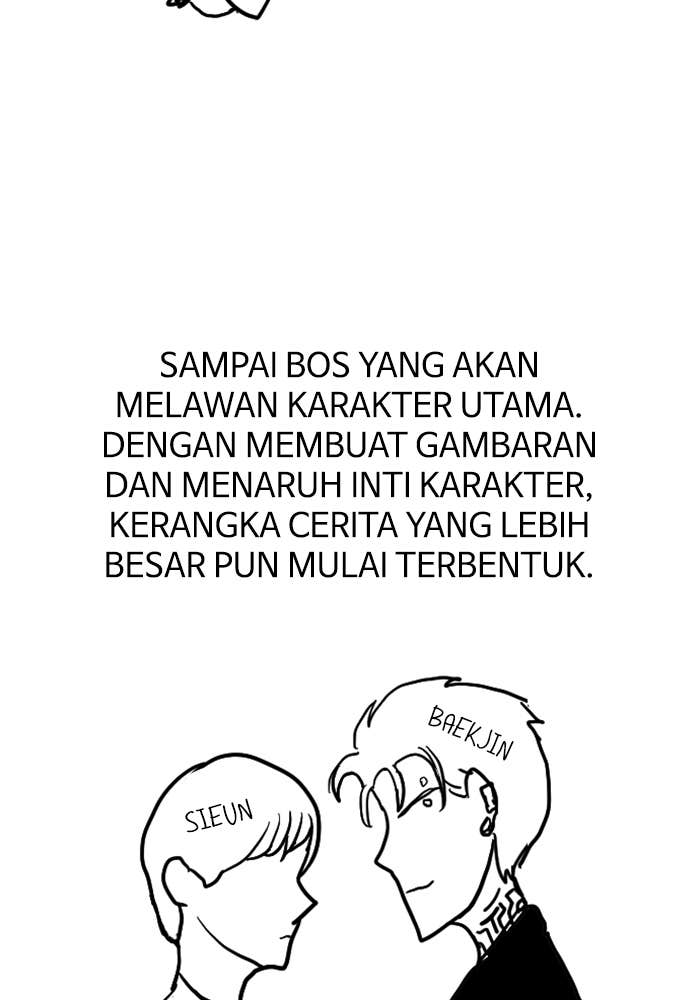 SAMPAI BOS YANG AKAN
MELAWAN KARAKTER UTAMA.
DENGAN MEMBUAT GAMBARAN
DAN MENARUH INTI KARAKTER,
KERANGKA CERITA YANG LEBIH
BESAR PUN MULAI TERBENTUK.
BAEKJIN
SIEUN